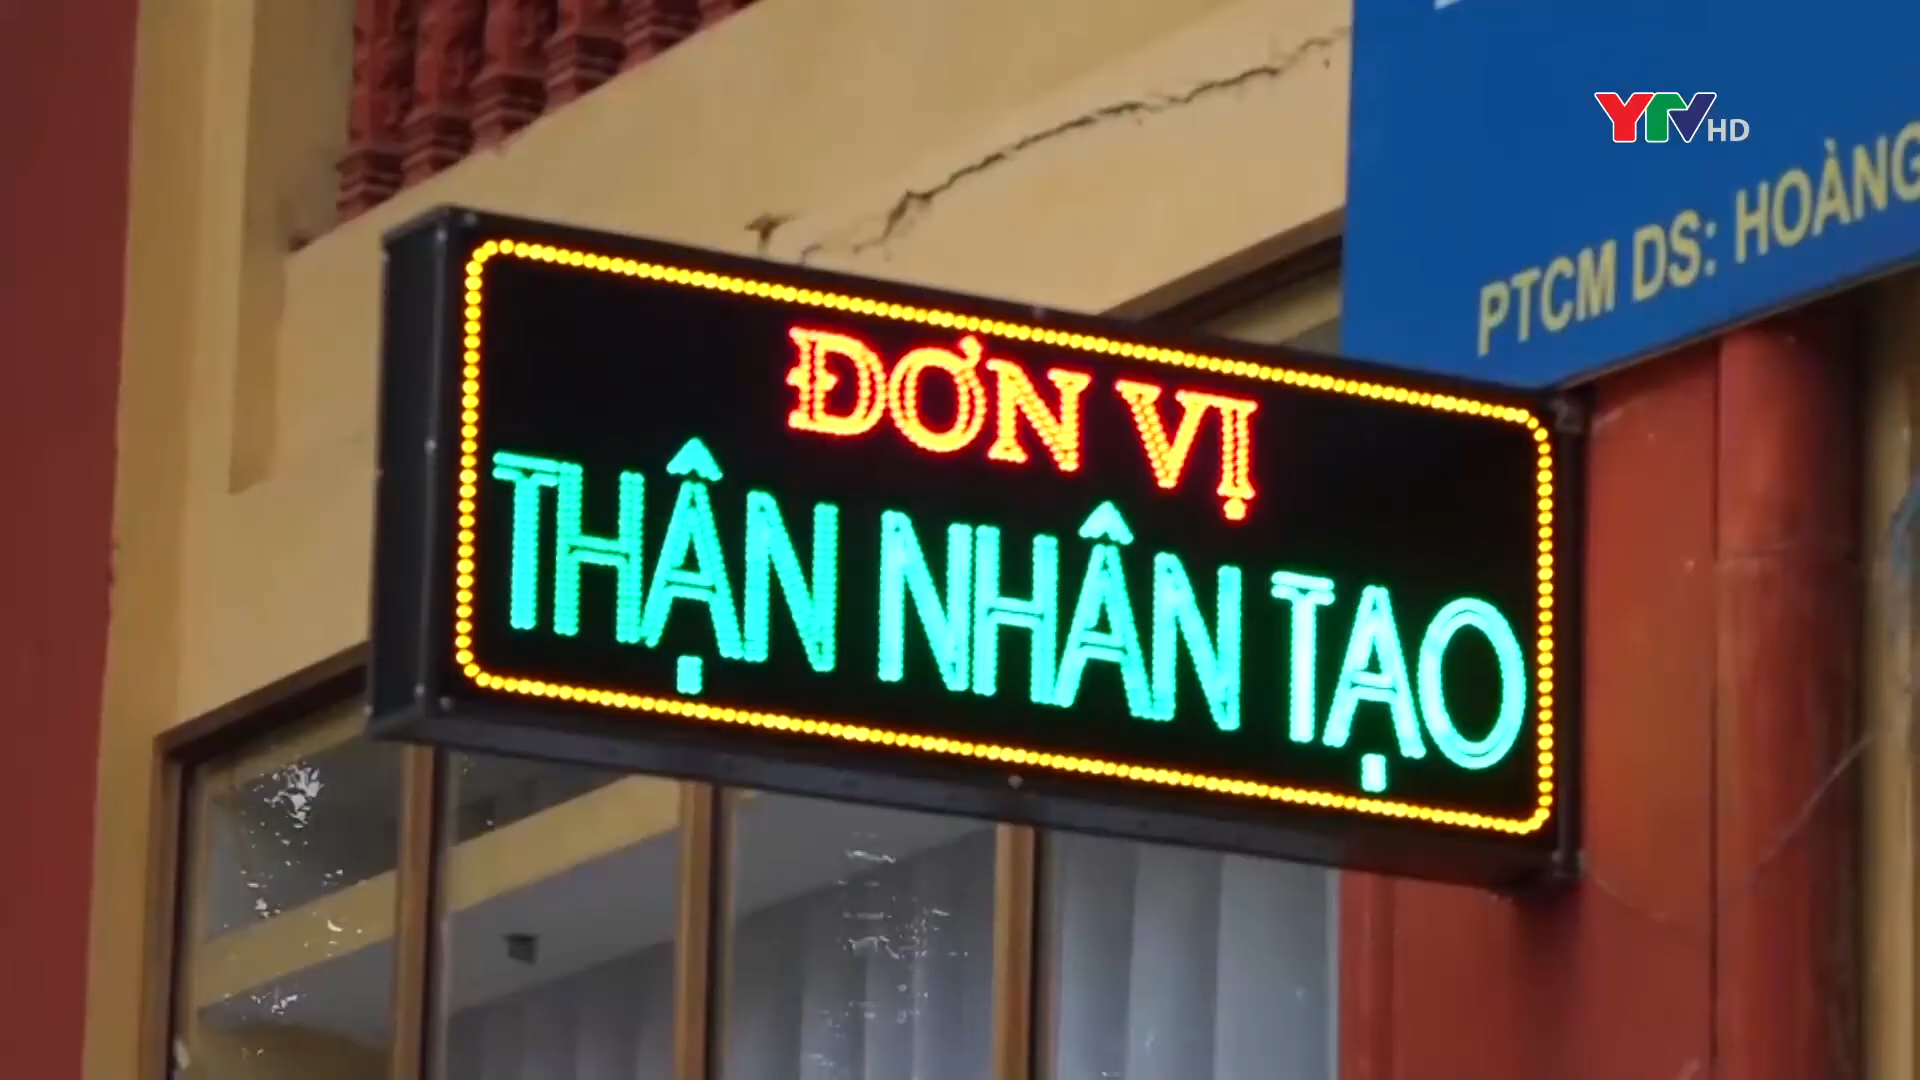 YTV HD
PTCM DS: HOÀNG
ĐƠN VỊ
THẬN NHÂN TẠO